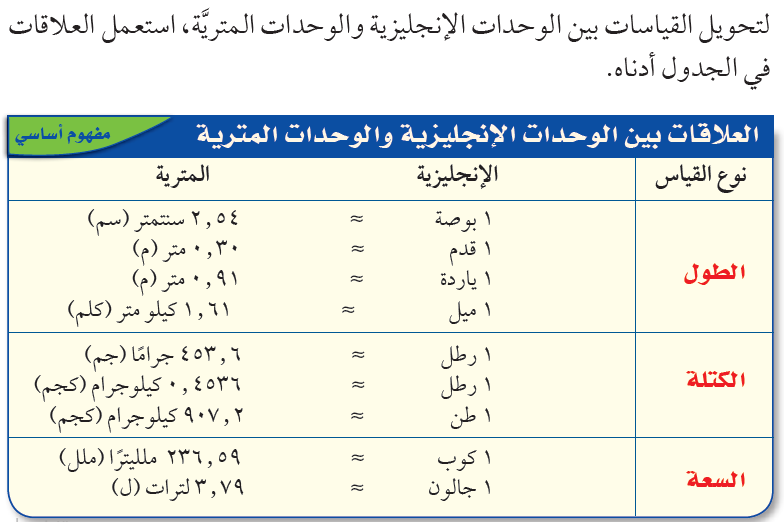 لتحويل القياسات بين الوحدات الإنجليزية والوحدات المتريَّة، استعمل العلاقات
في الجدول أدناه.
العلاقات بين الوحدات الإنجليزية والوحدات المترية مفهوم أساسي
نوع القياس الإنجليزية المترية
الطول
١ بوصة ≈ ٢,٥٤ سنتمتر (سم)
١ قدم ≈ ٠,٣٠ متر (م)
١ ياردة ≈ ٠,٩١ متر (م)
١ ميل ≈ ١,٦١ كيلو متر (كلم)
الكتلة
١ رطل ≈ ٤٥٣,٦ جرامًا (جم)
١ رطل ≈ ٠,٤٥٣٦ كيلوجرام (كجم)
١ طن ≈ ٩٠٧,٢ كيلوجرام (كجم)
السعة
١ كوب ≈ ٢٣٦,٥٩ ملليترًا (ملل)
١ جالون ≈ ٣,٧٩ لترات (ل)